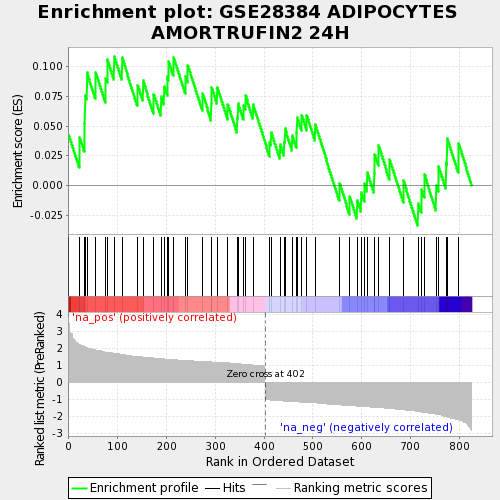 Enrichment plot: GSE28384 ADIPOCYTES
AMORTRUFIN2 24H
Enrichment score (ES)
0.100
0.075
0.050
0.025
0.000
-0.025
'na_pos' (positively correlated)
Ranked list metric (PreRanked)
4
3
2
1
0
-1
-2
-3
Zero cross at 402
'na_neg' (negatively correlated)
0 100 200 300 400 500 600 700 800
Rank in Ordered Dataset
Enrichment profile Hits Ranking metric scores